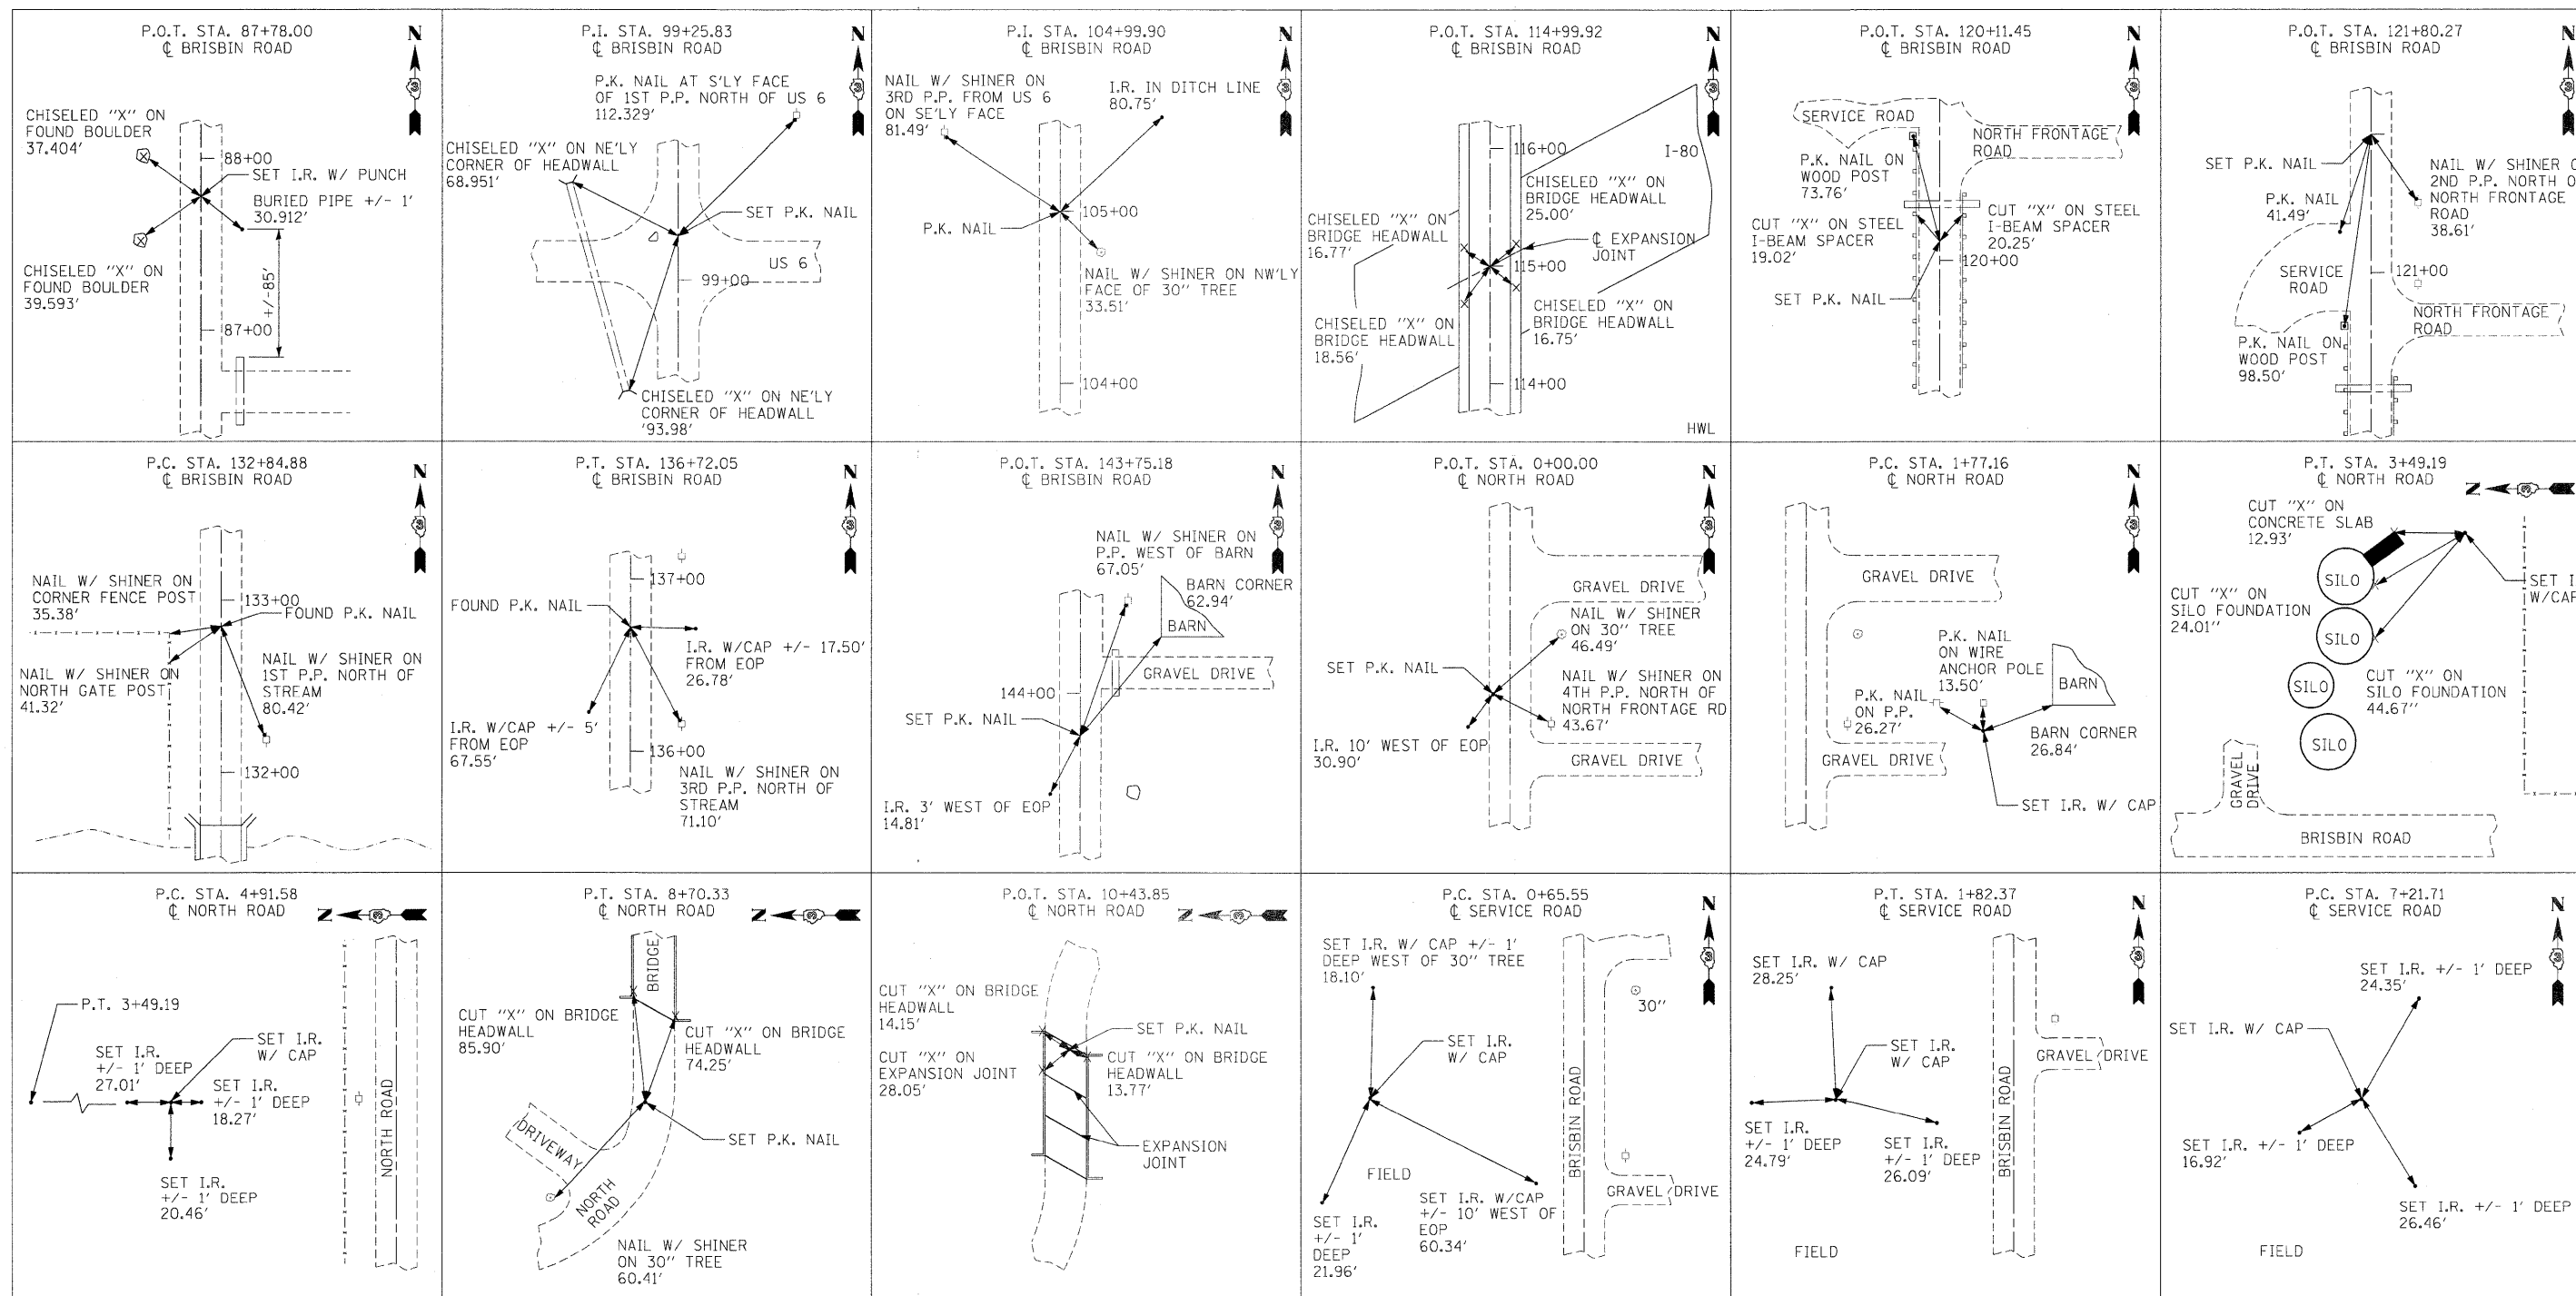 P.O.T. STA. 87+78.00
℄ BRISBIN ROAD
N
3
CHISELED "X" ON
FOUND BOULDER
37.404'
88+00
SET I.R. W/ PUNCH
BURIED PIPE +/- 1'
30.912'
CHISELED "X" ON
FOUND BOULDER
39.593'
+/-85'
87+00
P.I. STA. 99+25.83
℄ BRISBIN ROAD
N
3
P.K. NAIL AT S'LY FACE
OF 1ST P.P. NORTH OF US 6
112.329'
CHISELED "X" ON NE'LY
CORNER OF HEADWALL
68.951'
SET P.K. NAIL
US 6
99+00
CHISELED "X" ON NE'LY
CORNER OF HEADWALL
'93.98'
P.I. STA. 104+99.90
℄ BRISBIN ROAD
N
3
NAIL W/ SHINER ON
3RD P.P. FROM US 6
ON SE'LY FACE
81.49'
I.R. IN DITCH LINE
80.75'
105+00
P.K. NAIL
NAIL W/ SHINER ON NW'LY
FACE OF 30" TREE
33.51'
104+00
P.O.T. STA. 114+99.92
℄ BRISBIN ROAD
N
3
116+00
I-80
CHISELED "X" ON
BRIDGE HEADWALL
25.00'
CHISELED "X" ON
BRIDGE HEADWALL
16.77'
℄ EXPANSION
JOINT
115+00
CHISELED "X" ON
BRIDGE HEADWALL
16.75'
CHISELED "X" ON
BRIDGE HEADWALL
18.56'
114+00
HWL
P.O.T. STA. 120+11.45
℄ BRISBIN ROAD
N
3
SERVICE ROAD
NORTH FRONTAGE
ROAD
P.K. NAIL ON
WOOD POST
73.76'
CUT "X" ON STEEL
I-BEAM SPACER
20.25'
CUT "X" ON STEEL
I-BEAM SPACER
19.02'
120+00
SET P.K. NAIL
P.O.T. STA. 121+80.27
℄ BRISBIN ROAD
N
3
SET P.K. NAIL
NAIL W/ SHINER
2ND P.P. NORTH
NORTH FRONTAGE
ROAD
38.61'
P.K. NAIL
41.49'
SERVICE
ROAD
121+00
NORTH FRONTAGE
ROAD
P.K. NAIL ON
WOOD POST
98.50'
P.C. STA. 132+84.88
℄ BRISBIN ROAD
N
3
NAIL W/ SHINER ON
CORNER FENCE POST
35.38'
133+00
FOUND P.K. NAIL
NAIL W/ SHINER ON
NORTH GATE POST
41.32'
NAIL W/ SHINER ON
1ST P.P. NORTH OF
STREAM
80.42'
132+00
P.T. STA. 136+72.05
℄ BRISBIN ROAD
N
3
137+00
FOUND P.K. NAIL
I.R. W/CAP +/- 17.50'
FROM EOP
26.78'
I.R. W/CAP +/- 5'
FROM EOP
67.55'
136+00
NAIL W/ SHINER ON
3RD P.P. NORTH OF
STREAM
71.10'
P.O.T. STA. 143+75.18
℄ BRISBIN ROAD
N
3
NAIL W/ SHINER ON
P.P. WEST OF BARN
67.05'
BARN CORNER
62.94'
BARN
GRAVEL DRIVE
144+00
SET P.K. NAIL
I.R. 3' WEST OF EOP
14.81'
P.O.T. STA. 0+00.00
℄ NORTH ROAD
N
3
GRAVEL DRIVE
NAIL W/ SHINER
ON 30" TREE
46.49'
SET P.K. NAIL
NAIL W/ SHINER ON
4TH P.P. NORTH OF
NORTH FRONTAGE RD
43.67'
I.R. 10' WEST OF EOP
30.90'
GRAVEL DRIVE
P.C. STA. 1+77.16
℄ NORTH ROAD
N
3
GRAVEL DRIVE
P.K. NAIL
ON WIRE
ANCHOR POLE
13.50'
BARN
P.K. NAIL
ON P.P.
26.27'
BARN CORNER
26.84'
GRAVEL DRIVE
SET I.R. W/ CAP
P.T. STA. 3+49.19
℄ NORTH ROAD
N
3
CUT "X" ON
CONCRETE SLAB
12.93'
SILO
CUT "X" ON
SILO FOUNDATION
24.01''
SILO
SILO
CUT "X" ON
SILO FOUNDATION
44.67''
SILO
GRAVEL
DRIVE
BRISBIN ROAD
P.C. STA. 4+91.58
℄ NORTH ROAD
N
3
P.T. 3+49.19
SET I.R.
W/ CAP
SET I.R.
+/- 1' DEEP
27.01'
SET I.R.
+/- 1' DEEP
18.27'
NORTH ROAD
SET I.R.
+/- 1' DEEP
20.46'
P.T. STA. 8+70.33
℄ NORTH ROAD
N
3
BRIDGE
CUT "X" ON BRIDGE
HEADWALL
85.90'
CUT "X" ON BRIDGE
HEADWALL
74.25'
DRIVEWAY
SET P.K. NAIL
NORTH
ROAD
NAIL W/ SHINER
ON 30" TREE
60.41'
P.O.T. STA. 10+43.85
℄ NORTH ROAD
N
3
CUT "X" ON BRIDGE
HEADWALL
14.15'
SET P.K. NAIL
CUT "X" ON
EXPANSION JOINT
28.05'
CUT "X" ON BRIDGE
HEADWALL
13.77'
EXPANSION
JOINT
P.C. STA. 0+65.55
℄ SERVICE ROAD
N
3
SET I.R. W/ CAP +/- 1'
DEEP WEST OF 30" TREE
18.10'
30"
SET I.R.
W/ CAP
BRISBIN ROAD
FIELD
GRAVEL DRIVE
SET I.R. W/CAP
+/- 10' WEST OF
EOP
60.34'
SET I.R.
+/- 1'
DEEP
21.96'
P.T. STA. 1+82.37
℄ SERVICE ROAD
N
3
SET I.R. W/ CAP
28.25'
SET I.R.
W/ CAP
GRAVEL DRIVE
BRISBIN ROAD
SET I.R.
+/- 1' DEEP
24.79'
SET I.R.
+/- 1' DEEP
26.09'
FIELD
P.C. STA. 7+21.71
℄ SERVICE ROAD
N
3
SET I.R. +/- 1' DEEP
24.35'
SET I.R. W/ CAP
SET I.R. +/- 1' DEEP
16.92'
SET I.R. +/- 1' DEEP
26.46'
FIELD